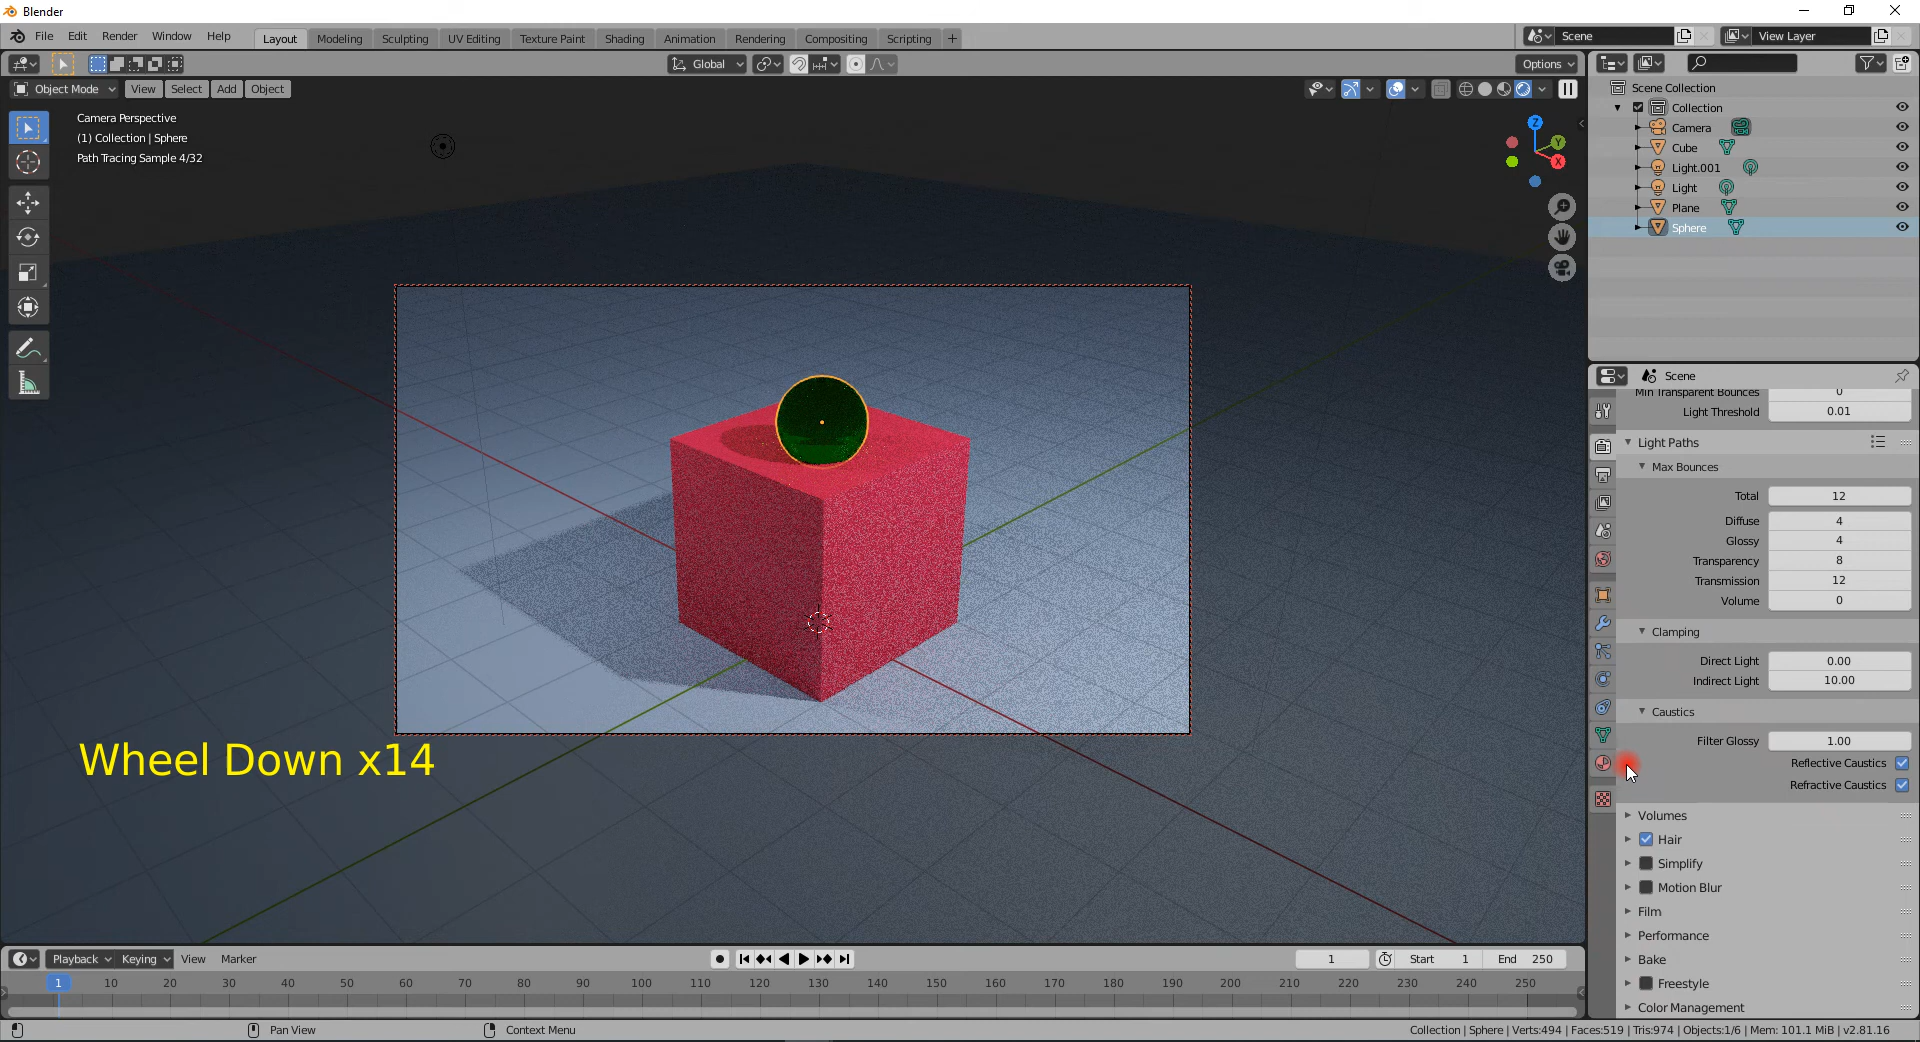 Blender
File Edit Render Window Help
Layout Modeling Sculpting UV Editing Texture Paint Shading Animation Rendering Compositing Scripting +
Scene
View Layer
Global
Options
Object Mode View Select Add Object
Camera Perspective
(1) Collection | Sphere
Path Tracing Sample 4/32
Z
Y
X
Scene Collection
Collection
Camera
Cube
Light.001
Light
Plane
Sphere
Scene
Min Transparent Bounces 0
Light Threshold 0.01
Light Paths
Max Bounces
Total 12
Diffuse 4
Glossy 4
Transparency 8
Transmission 12
Volume 0
Clamping
Direct Light 0.00
Indirect Light 10.00
Caustics
Filter Glossy 1.00
Reflective Caustics
Refractive Caustics
Volumes
Hair
Simplify
Motion Blur
Film
Performance
Bake
Freestyle
Color Management
Wheel Down x14
Playback Keying View Marker
1 Start 1 End 250
1 10 20 30 40 50 60 70 80 90 100 110 120 130 140 150 160 170 180 190 200 210 220 230 240 250
Pan View Context Menu
Collection | Sphere | Verts:494 | Faces:519 | Tris:974 | Objects:1/6 | Mem: 101.1 MiB | v2.81.16